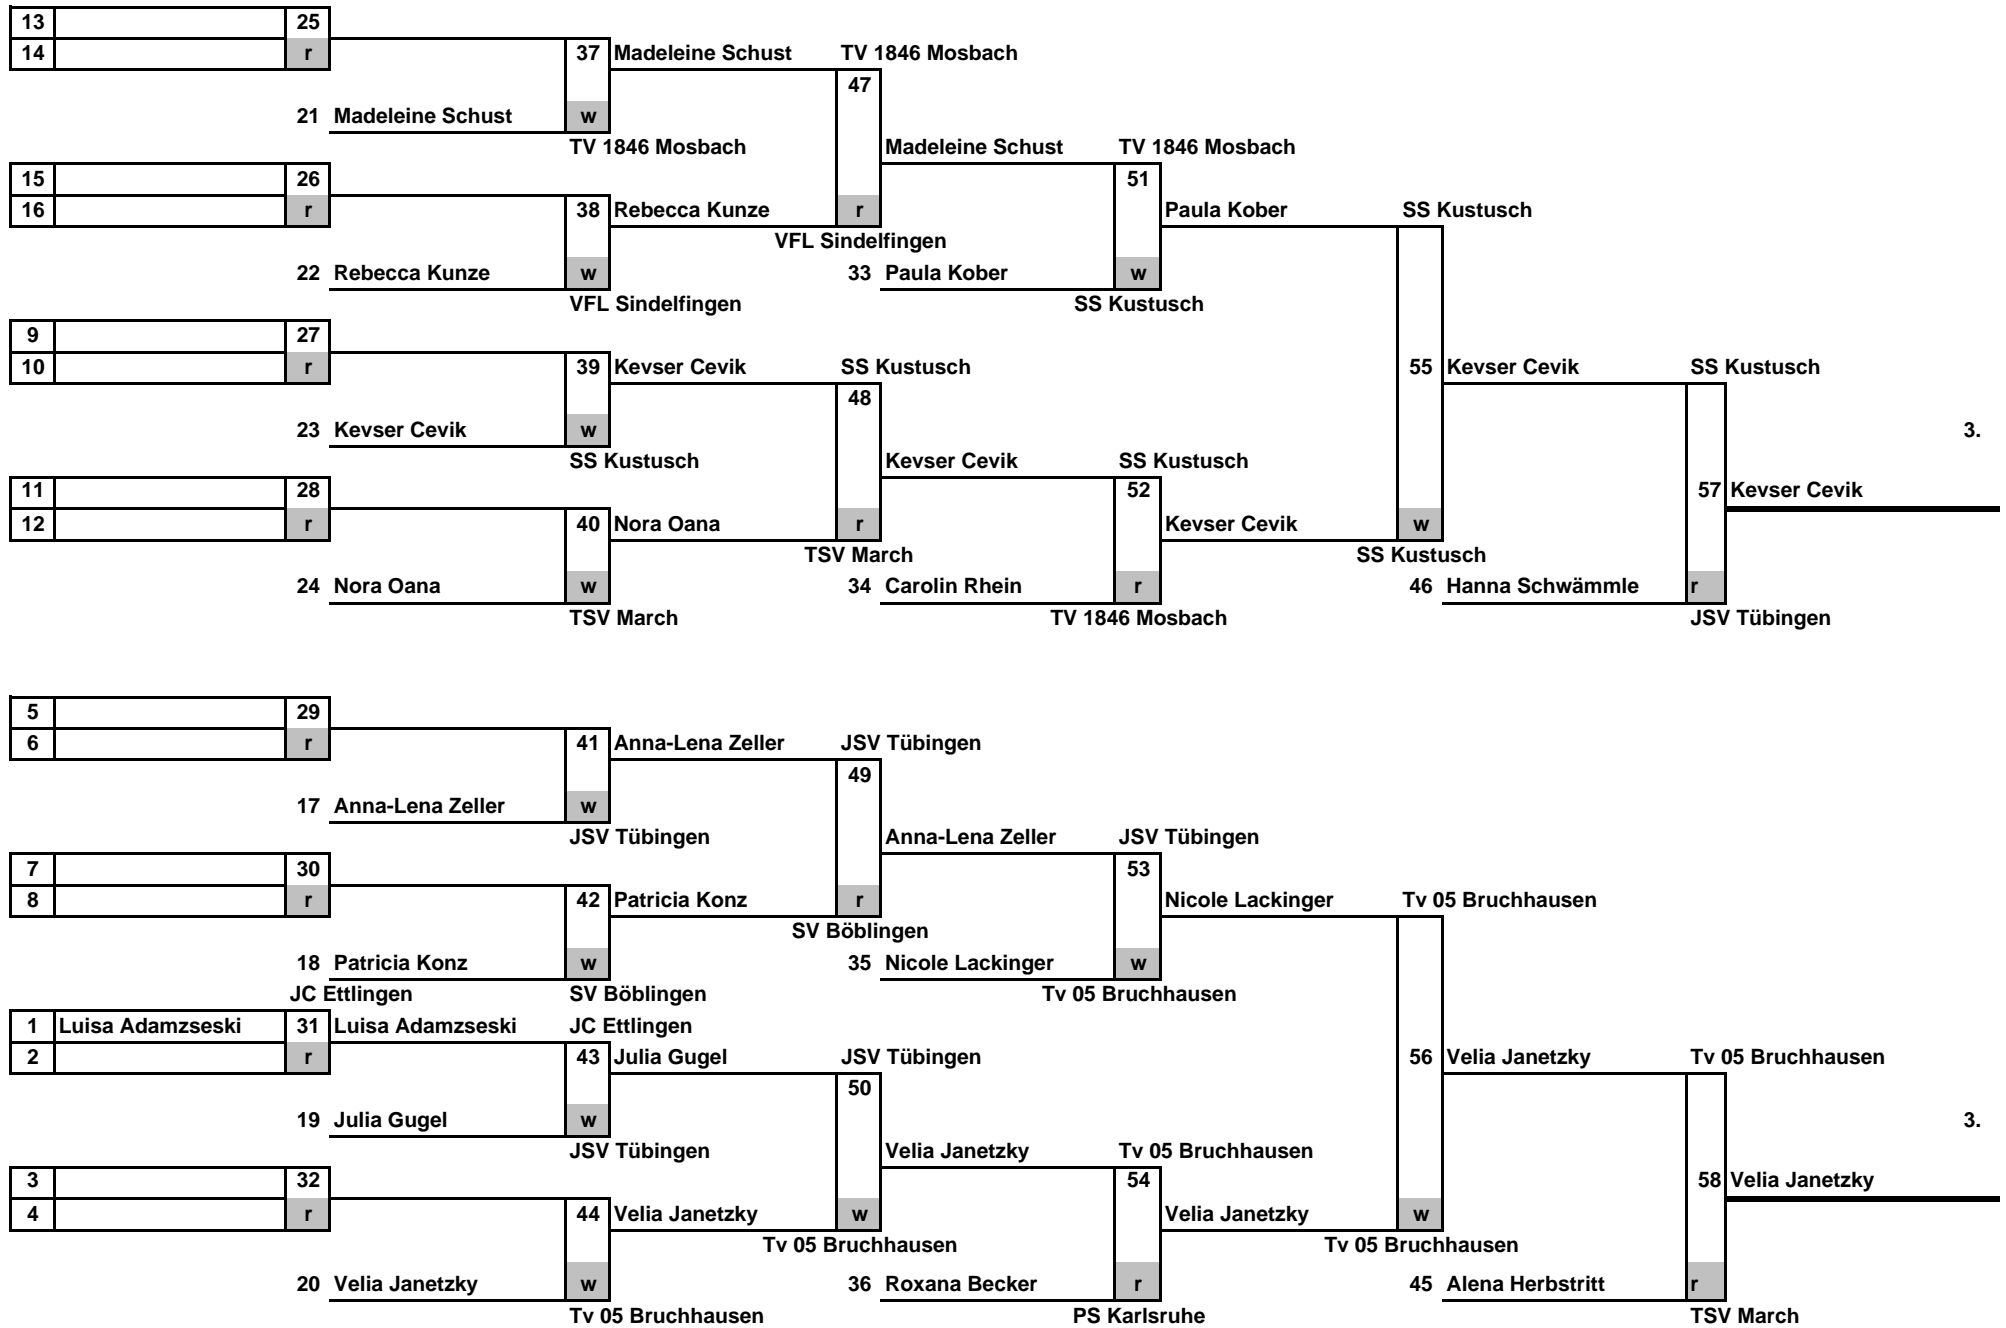 13 25
14 r 37 Madeleine Schust TV 1846 Mosbach
47
21 Madeleine Schust w
TV 1846 Mosbach Madeleine Schust TV 1846 Mosbach
15 26 51
16 r 38 Rebecca Kunze r Paula Kober SS Kustusch
VFL Sindelfingen
22 Rebecca Kunze w 33 Paula Kober w
VFL Sindelfingen SS Kustusch
9 27
10 r 39 Kevser Cevik SS Kustusch 55 Kevser Cevik SS Kustusch
48
23 Kevser Cevik w 3.
SS Kustusch Kevser Cevik SS Kustusch
11 28 52 57 Kevser Cevik
12 r 40 Nora Oana r Kevser Cevik w
TSV March SS Kustusch
24 Nora Oana w 34 Carolin Rhein r 46 Hanna Schwämmle r
TSV March TV 1846 Mosbach JSV Tübingen
5 29
6 r 41 Anna-Lena Zeller JSV Tübingen
49
17 Anna-Lena Zeller w
JSV Tübingen Anna-Lena Zeller JSV Tübingen
7 30 53
8 r 42 Patricia Konz r Nicole Lackinger Tv 05 Bruchhausen
SV Böblingen
18 Patricia Konz w 35 Nicole Lackinger w
JC Ettlingen SV Böblingen Tv 05 Bruchhausen
1 Luisa Adamzseski 31 Luisa Adamzseski JC Ettlingen
2 r 43 Julia Gugel JSV Tübingen 56 Velia Janetzky Tv 05 Bruchhausen
50
19 Julia Gugel w 3.
JSV Tübingen Velia Janetzky Tv 05 Bruchhausen
3 32 54 58 Velia Janetzky
4 r 44 Velia Janetzky w Velia Janetzky w
Tv 05 Bruchhausen Tv 05 Bruchhausen
20 Velia Janetzky w 36 Roxana Becker r 45 Alena Herbstritt r
Tv 05 Bruchhausen PS Karlsruhe TSV March